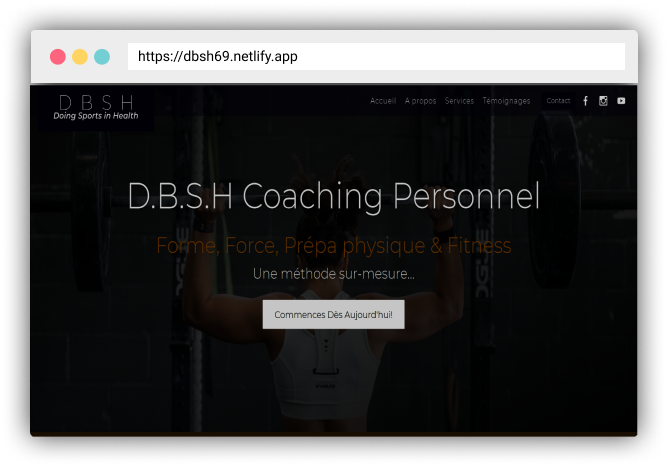 https://dbsh69.netlify.app
DBSH
Doing Sports in Health
Accueil A propos Services Témoignages Contact
D.B.S.H Coaching Personnel
Forme, Force, Prépa physique & Fitness
Une méthode sur-mesure...
Commences Dès Aujourd'hui!